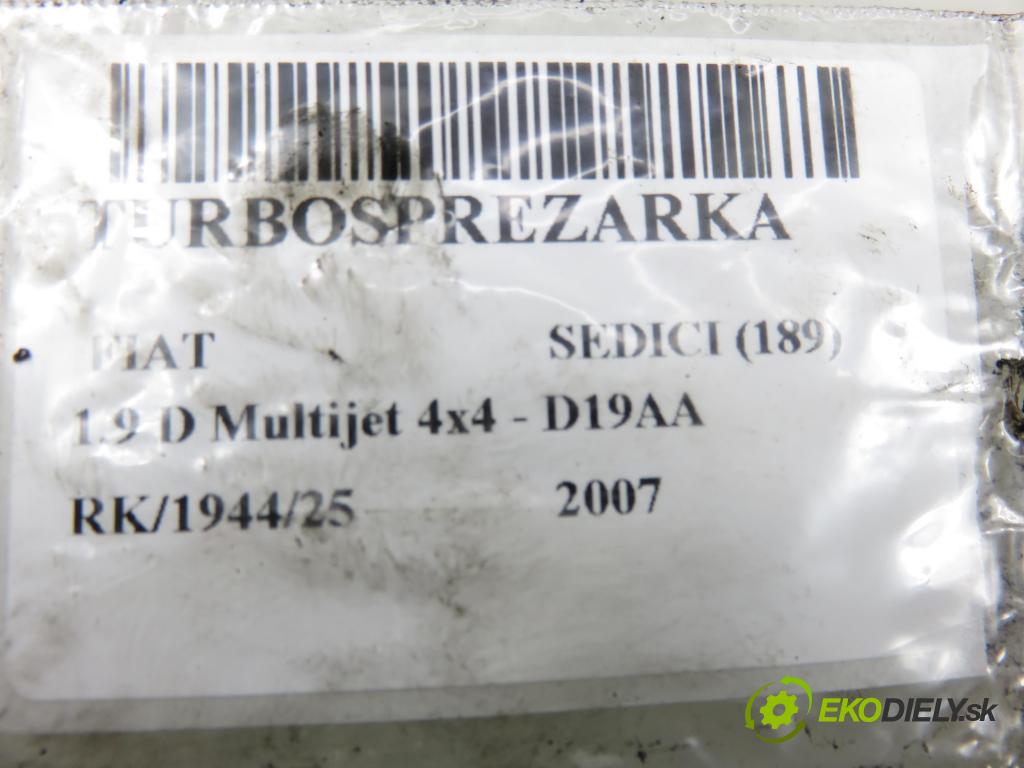 TURBOSPREZARKA
FIAT SEDICI (189)
1.9 D Multijet 4x4 - D19AA
RK/1944/25 2007
EKODIELY.sk